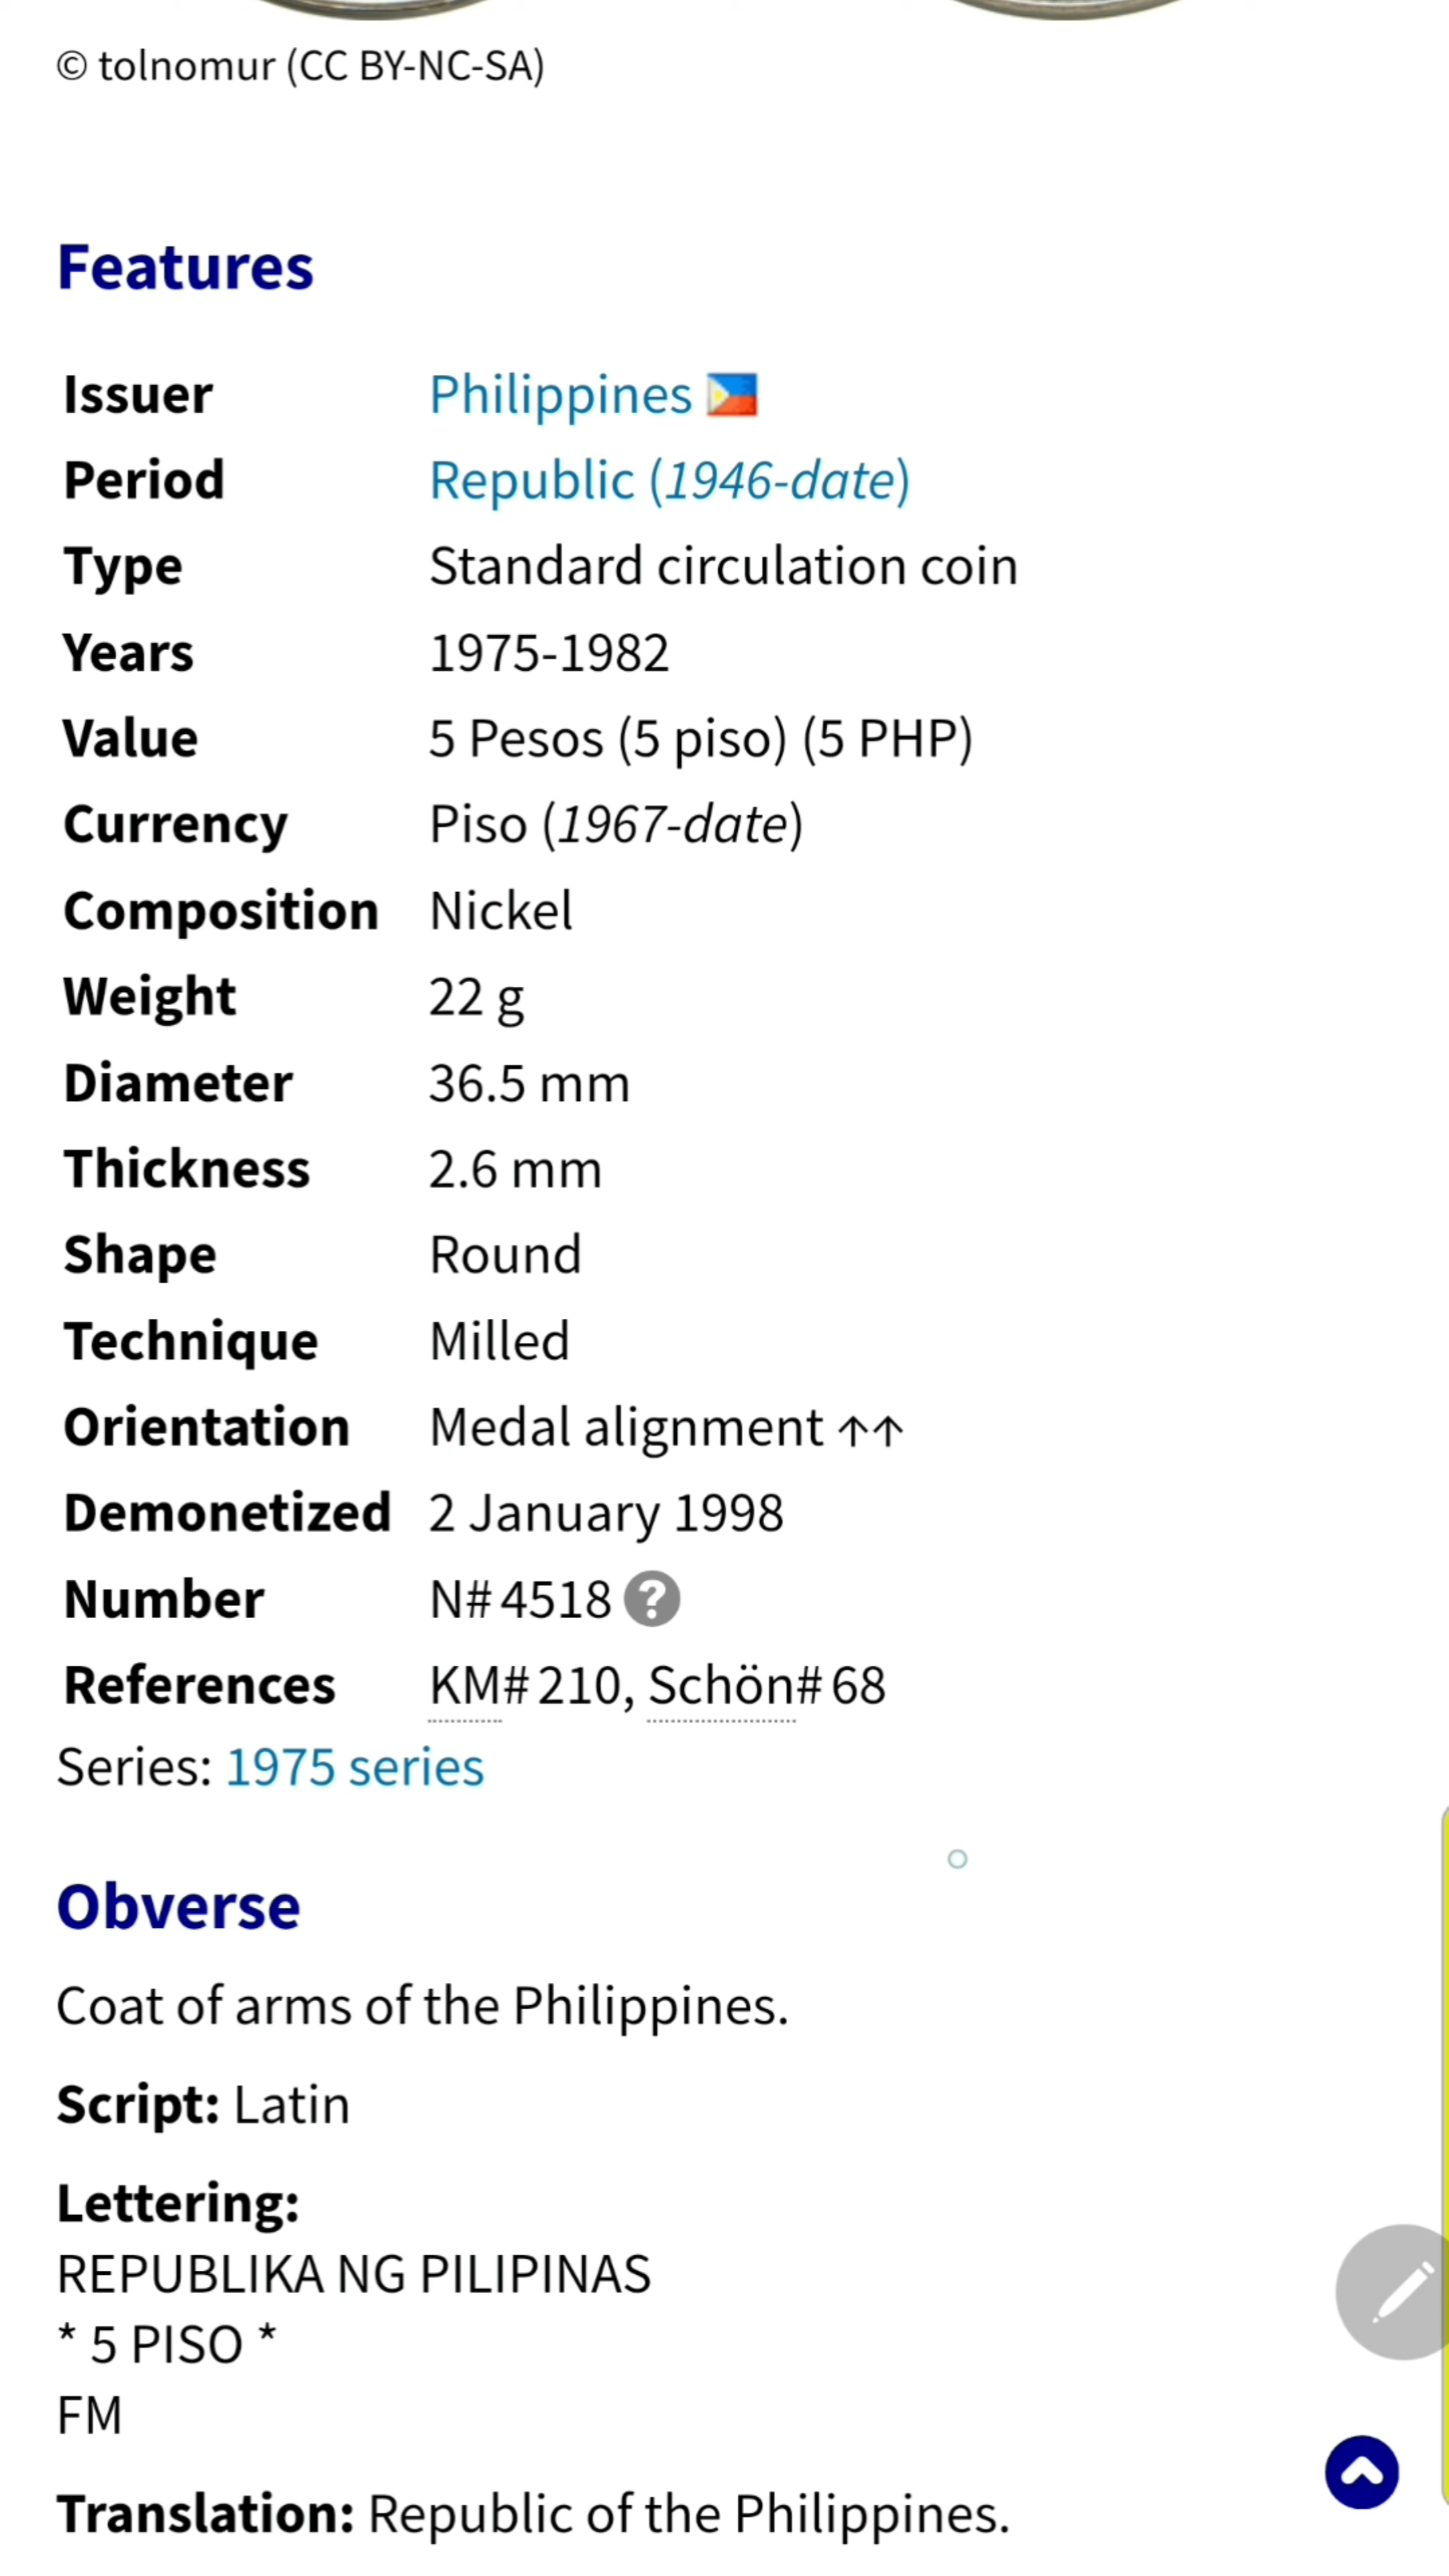 © tolnomur (CC BY-NC-SA)
Features
Issuer Philippines
Period Republic (1946-date)
Type Standard circulation coin
Years 1975-1982
Value 5 Pesos (5 piso) (5 PHP)
Currency Piso (1967-date)
Composition Nickel
Weight 22 g
Diameter 36.5 mm
Thickness 2.6 mm
Shape Round
Technique Milled
Orientation Medal alignment ↑↑
Demonetized 2 January 1998
Number N# 4518 ?
References KM# 210, Schön# 68
Series: 1975 series
Obverse
Coat of arms of the Philippines.
Script: Latin
Lettering:
REPUBLIKA NG PILIPINAS
* 5 PISO *
FM
Translation: Republic of the Philippines.